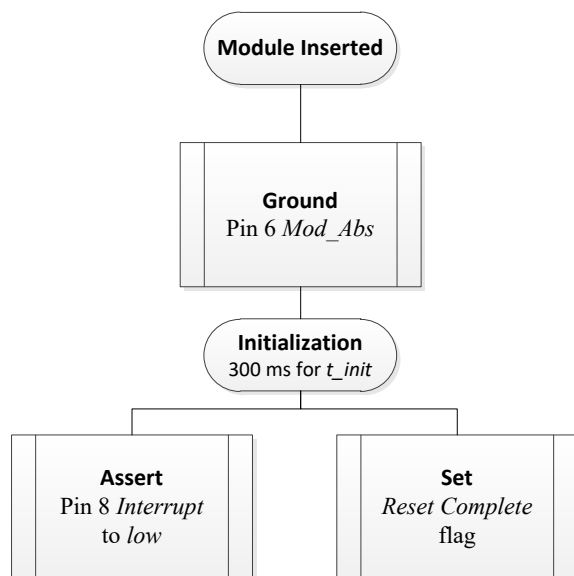 Module Inserted
Ground
Pin 6 Mod_Abs
Initialization
300 ms for t_init
Assert
Pin 8 Interrupt
to low
Set
Reset Complete
flag